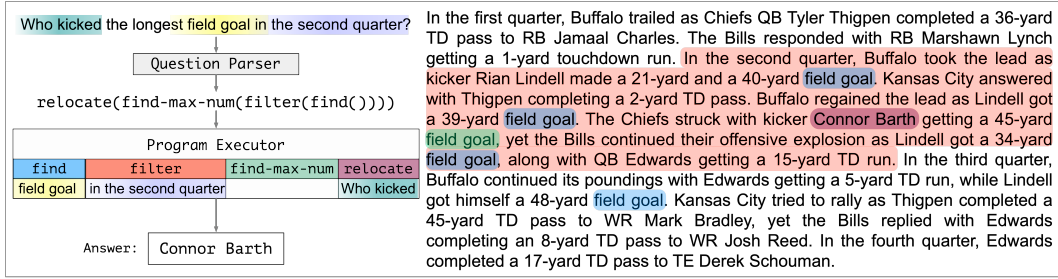 Who kicked the longest field goal in the second quarter?
Question Parser
relocate(find-max-num(filter(find())))
Program Executor
find filter find-max-num relocate
field goal in the second quarter Who kicked
Answer: Connor Barth
In the first quarter, Buffalo trailed as Chiefs QB Tyler Thigpen completed a 36-yard
TD pass to RB Jamaal Charles. The Bills responded with RB Marshawn Lynch
getting a 1-yard touchdown run. In the second quarter, Buffalo took the lead as
kicker Rian Lindell made a 21-yard and a 40-yard field goal. Kansas City answered
with Thigpen completing a 2-yard TD pass. Buffalo regained the lead as Lindell got
a 39-yard field goal. The Chiefs struck with kicker Connor Barth getting a 45-yard
field goal, yet the Bills continued their offensive explosion as Lindell got a 34-yard
field goal, along with QB Edwards getting a 15-yard TD run. In the third quarter,
Buffalo continued its poundings with Edwards getting a 5-yard TD run, while Lindell
got himself a 48-yard field goal. Kansas City tried to rally as Thigpen completed a
45-yard TD pass to WR Mark Bradley, yet the Bills replied with Edwards
completing an 8-yard TD pass to WR Josh Reed. In the fourth quarter, Edwards
completed a 17-yard TD pass to TE Derek Schouman.